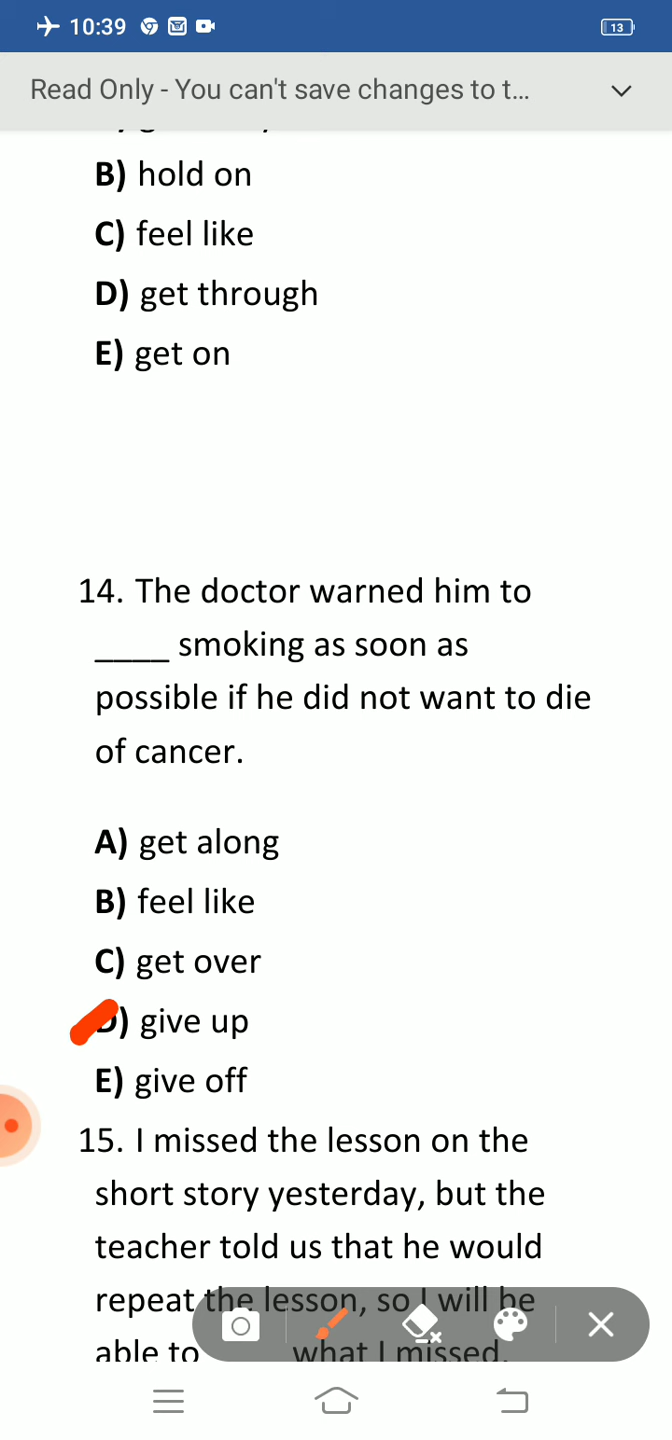 10:39
13
Read Only - You can't save changes to t...
B) hold on
C) feel like
D) get through
E) get on
14. The doctor warned him to
____ smoking as soon as
possible if he did not want to die
of cancer.
A) get along
B) feel like
C) get over
D) give up
E) give off
15. I missed the lesson on the
short story yesterday, but the
teacher told us that he would
repeat the lesson, so I will be
able to what I missed.